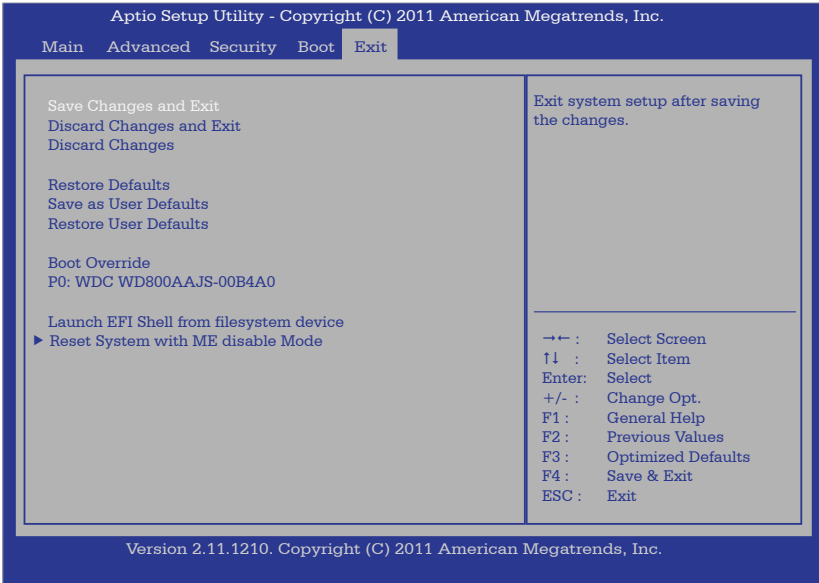 Aptio Setup Utility - Copyright (C) 2011 American Megatrends, Inc.
Main Advanced Security Boot Exit
Save Changes and Exit
Discard Changes and Exit
Discard Changes
Restore Defaults
Save as User Defaults
Restore User Defaults
Boot Override
P0: WDC WD800AAJS-00B4A0
Launch EFI Shell from filesystem device
▶ Reset System with ME disable Mode
Exit system setup after saving
the changes.
→← : Select Screen
↑↓ : Select Item
Enter: Select
+/- : Change Opt.
F1 : General Help
F2 : Previous Values
F3 : Optimized Defaults
F4 : Save & Exit
ESC : Exit
Version 2.11.1210. Copyright (C) 2011 American Megatrends, Inc.